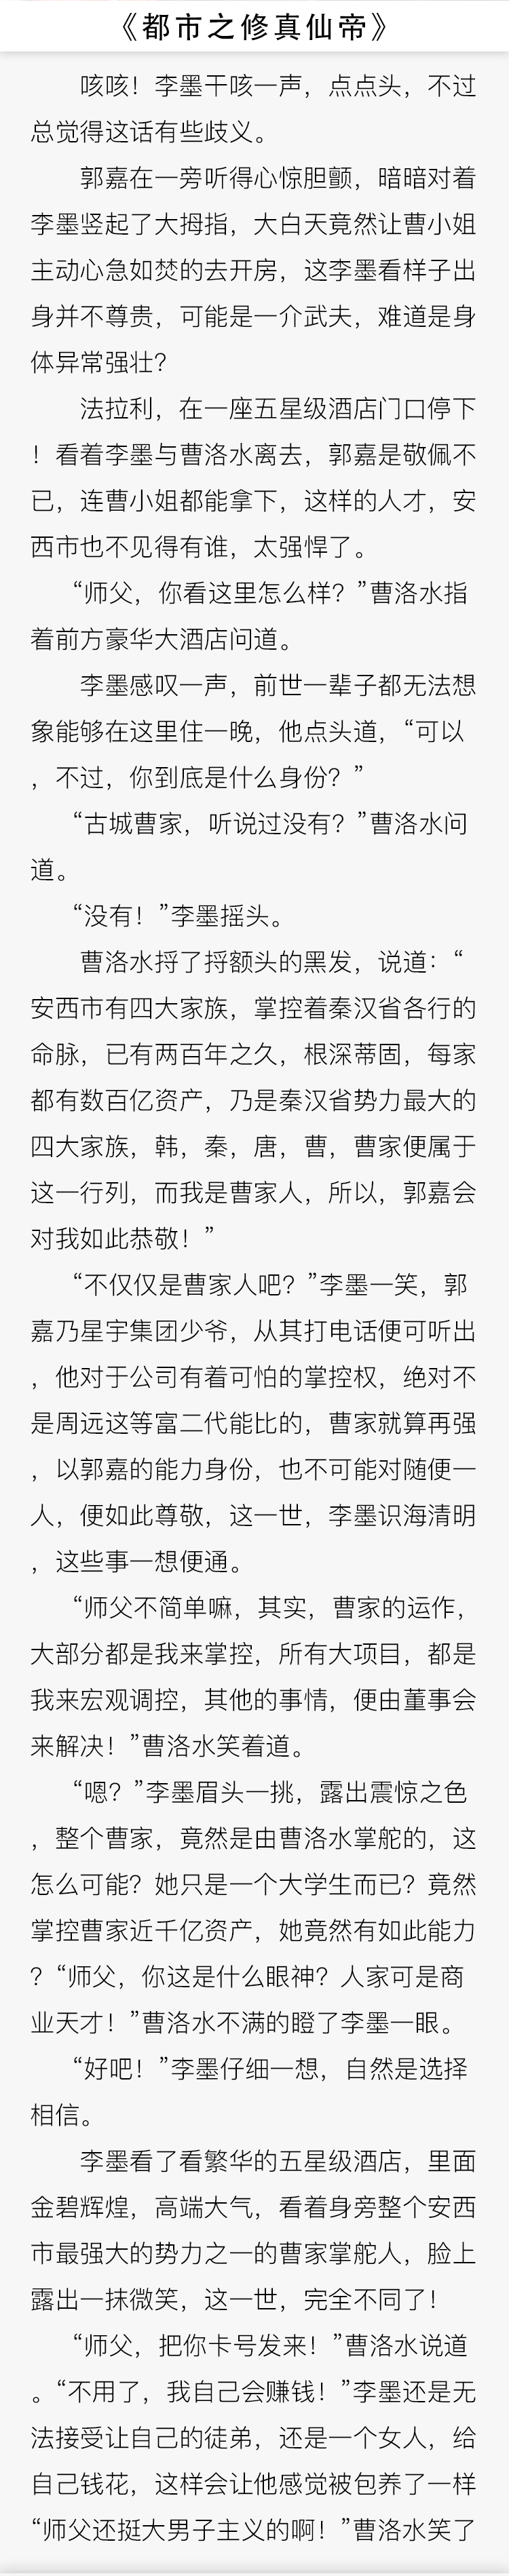 《都市之修真仙帝》
咳咳！李墨干咳一声，点点头，不过
总觉得这话有些歧义。
郭嘉在一旁听得心惊胆颤，暗暗对着
李墨竖起了大拇指，大白天竟然让曹小姐
主动心急如焚的去开房，这李墨看样子出
身并不尊贵，可能是一介武夫，难道是身
体异常强壮？
法拉利，在一座五星级酒店门口停下
！看着李墨与曹洛水离去，郭嘉是敬佩不
已，连曹小姐都能拿下，这样的人才，安
西市也不见得有谁，太强悍了。
“师父，你看这里怎么样？”曹洛水指
着前方豪华大酒店问道。
李墨感叹一声，前世一辈子都无法想
象能够在这里住一晚，他点头道，“可以
，不过，你到底是什么身份？”
“古城曹家，听说过没有？”曹洛水问
道。
“没有！”李墨摇头。
曹洛水捋了捋额头的黑发，说道：“
安西市有四大家族，掌控着秦汉省各行的
命脉，已有两百年之久，根深蒂固，每家
都有数百亿资产，乃是秦汉省势力最大的
四大家族，韩，秦，唐，曹，曹家便属于
这一行列，而我是曹家人，所以，郭嘉会
对我如此恭敬！”
“不仅仅是曹家人吧？”李墨一笑，郭
嘉乃星宇集团少爷，从其打电话便可听出
，他对于公司有着可怕的掌控权，绝对不
是周远这等富二代能比的，曹家就算再强
，以郭嘉的能力身份，也不可能对随便一
人，便如此尊敬，这一世，李墨识海清明
，这些事一想便通。
“师父不简单嘛，其实，曹家的运作，
大部分都是我来掌控，所有大项目，都是
我来宏观调控，其他的事情，便由董事会
来解决！”曹洛水笑着道。
“嗯？”李墨眉头一挑，露出震惊之色
，整个曹家，竟然是由曹洛水掌舵的，这
怎么可能？她只是一个大学生而已？竟然
掌控曹家近千亿资产，她竟然有如此能力
？“师父，你这是什么眼神？人家可是商
业天才！”曹洛水不满的瞪了李墨一眼。
“好吧！”李墨仔细一想，自然是选择
相信。
李墨看了看繁华的五星级酒店，里面
金碧辉煌，高端大气，看着身旁整个安西
市最强大的势力之一的曹家掌舵人，脸上
露出一抹微笑，这一世，完全不同了！
“师父，把你卡号发来！”曹洛水说道
。“不用了，我自己会赚钱！”李墨还是无
法接受让自己的徒弟，还是一个女人，给
自己钱花，这样会让他感觉被包养了一样
“师父还挺大男子主义的啊！”曹洛水笑了